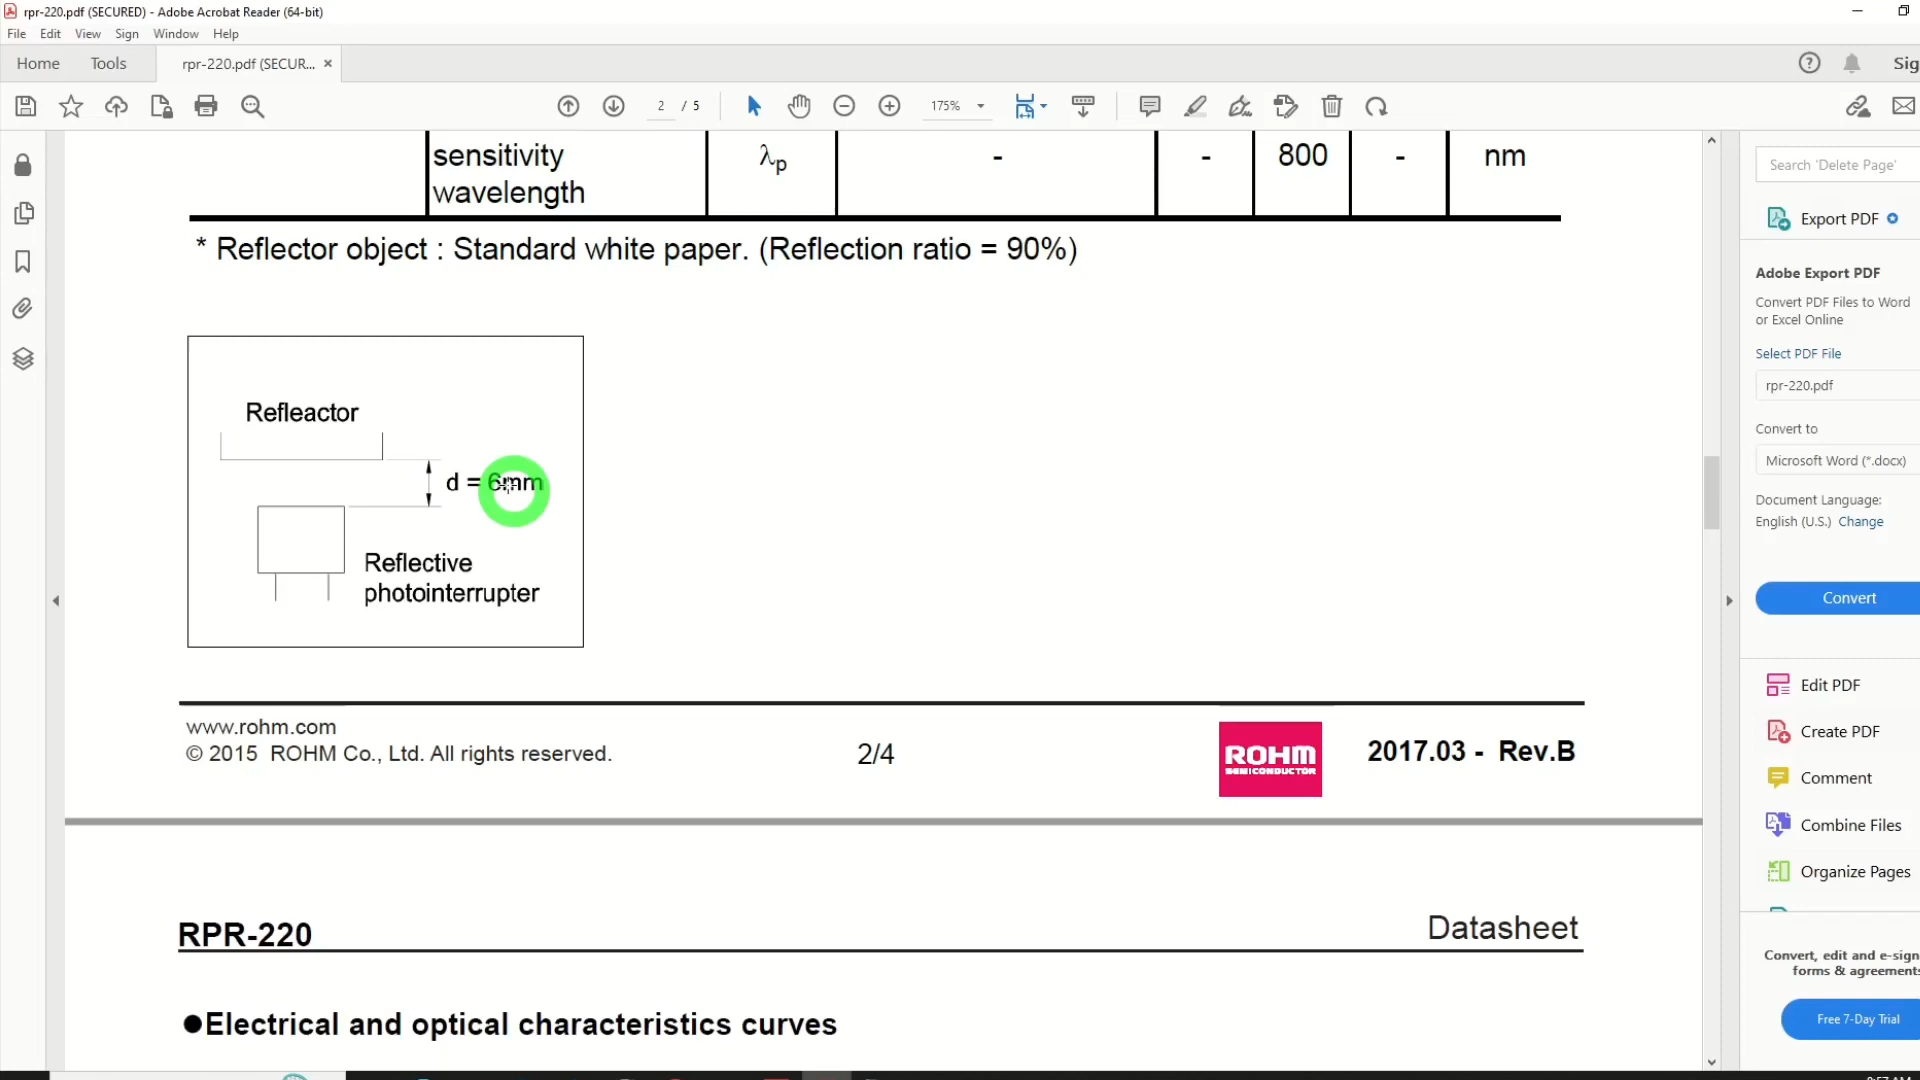 rpr-220.pdf (SECURED) - Adobe Acrobat Reader (64-bit)
File Edit View Sign Window Help
Home Tools rpr-220.pdf (SECUR... × Sig
2 / 5 175%
sensitivity wavelength λp - - 800 - nm
* Reflector object : Standard white paper. (Reflection ratio = 90%)
Refleactor
d = 6mm
Reflective
photointerrupter
www.rohm.com
© 2015 ROHM Co., Ltd. All rights reserved.
2/4
ROHM
SEMICONDUCTOR
2017.03 - Rev.B
RPR-220
Datasheet
●Electrical and optical characteristics curves
Search 'Delete Page'
Export PDF
Adobe Export PDF
Convert PDF Files to Word
or Excel Online
Select PDF File
rpr-220.pdf
Convert to
Microsoft Word (*.docx)
Document Language:
English (U.S.) Change
Convert
Edit PDF
Create PDF
Comment
Combine Files
Organize Pages
Convert, edit and e-sign
forms & agreements
Free 7-Day Trial